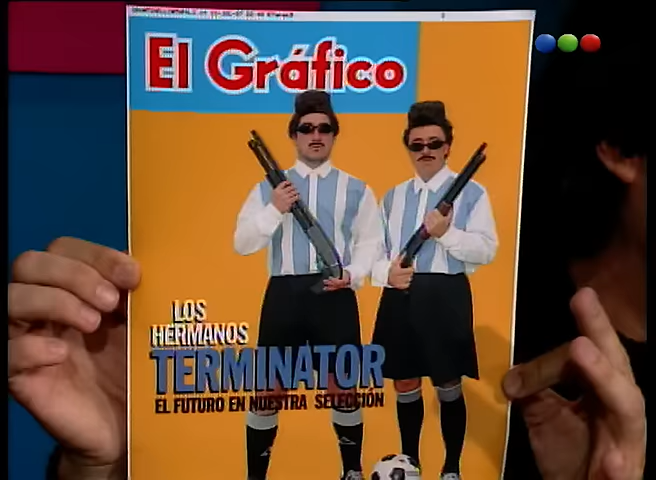 El Gráfico
LOS
HERMANOS
TERMINATOR
EL FUTURO EN NUESTRA SELECCIÓN